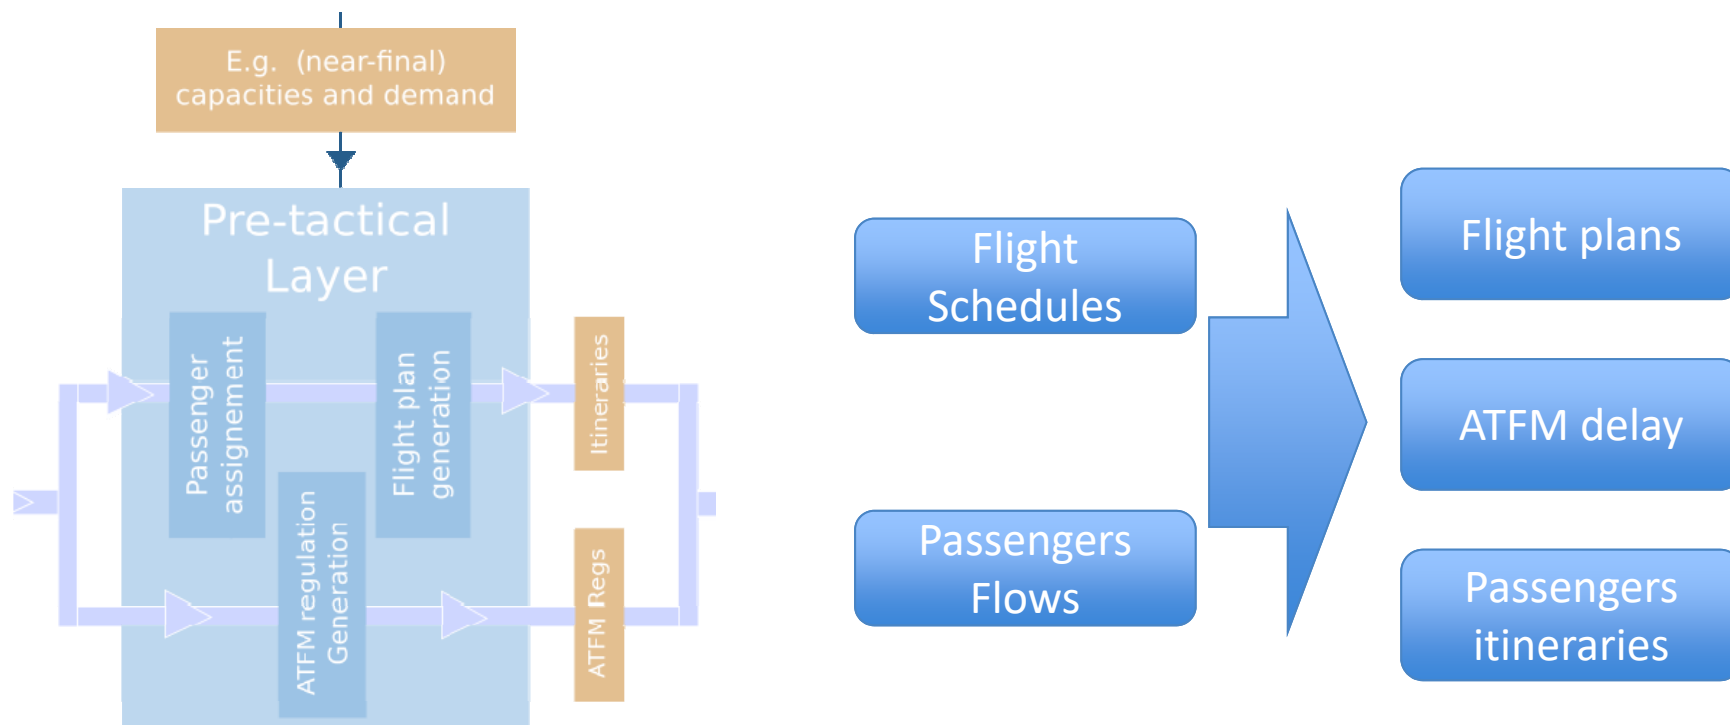 E.g. (near-final)
capacities and demand
Pre-tactical
Layer
Passenger
assignement
Flight plan
generation
ATFM regulation
Generation
Itineraries
ATFM Regs
Flight
Schedules
Passengers
Flows
Flight plans
ATFM delay
Passengers
itineraries